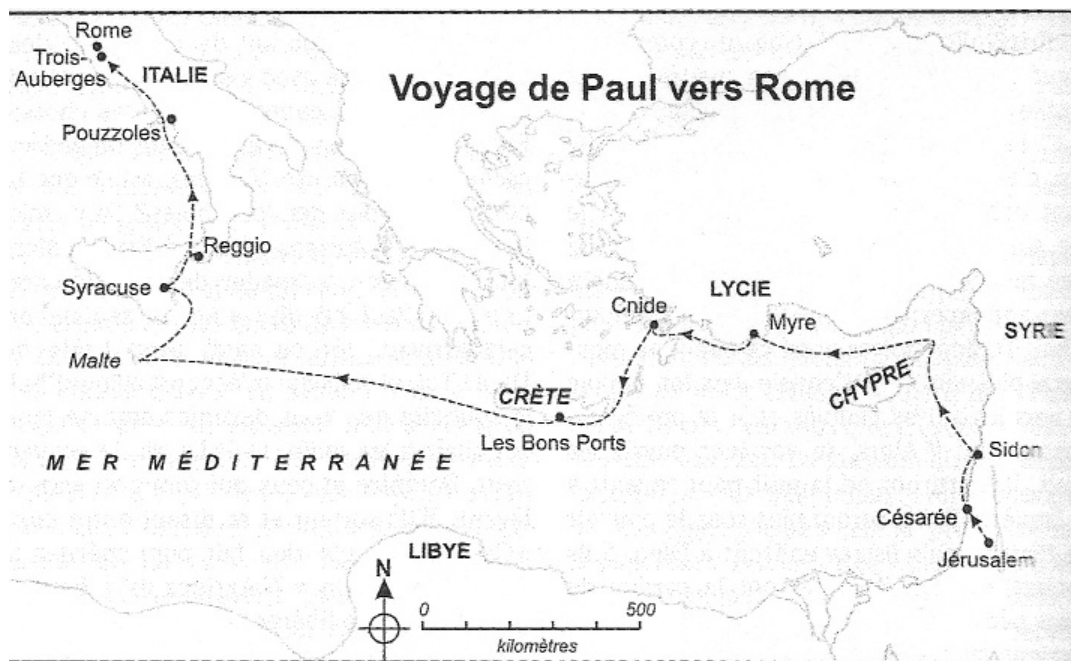 Voyage de Paul vers Rome
Rome
Trois-
Auberges
ITALIE
Pouzzoles
Reggio
Syracuse
Malte
CRÈTE
Les Bons Ports
Cnide
LYCIE
Myre
SYRIE
CHYPRE
Sidon
Césarée
Jérusalem
MER MÉDITERRANÉE
LIBYE
N
0 500
kilomètres